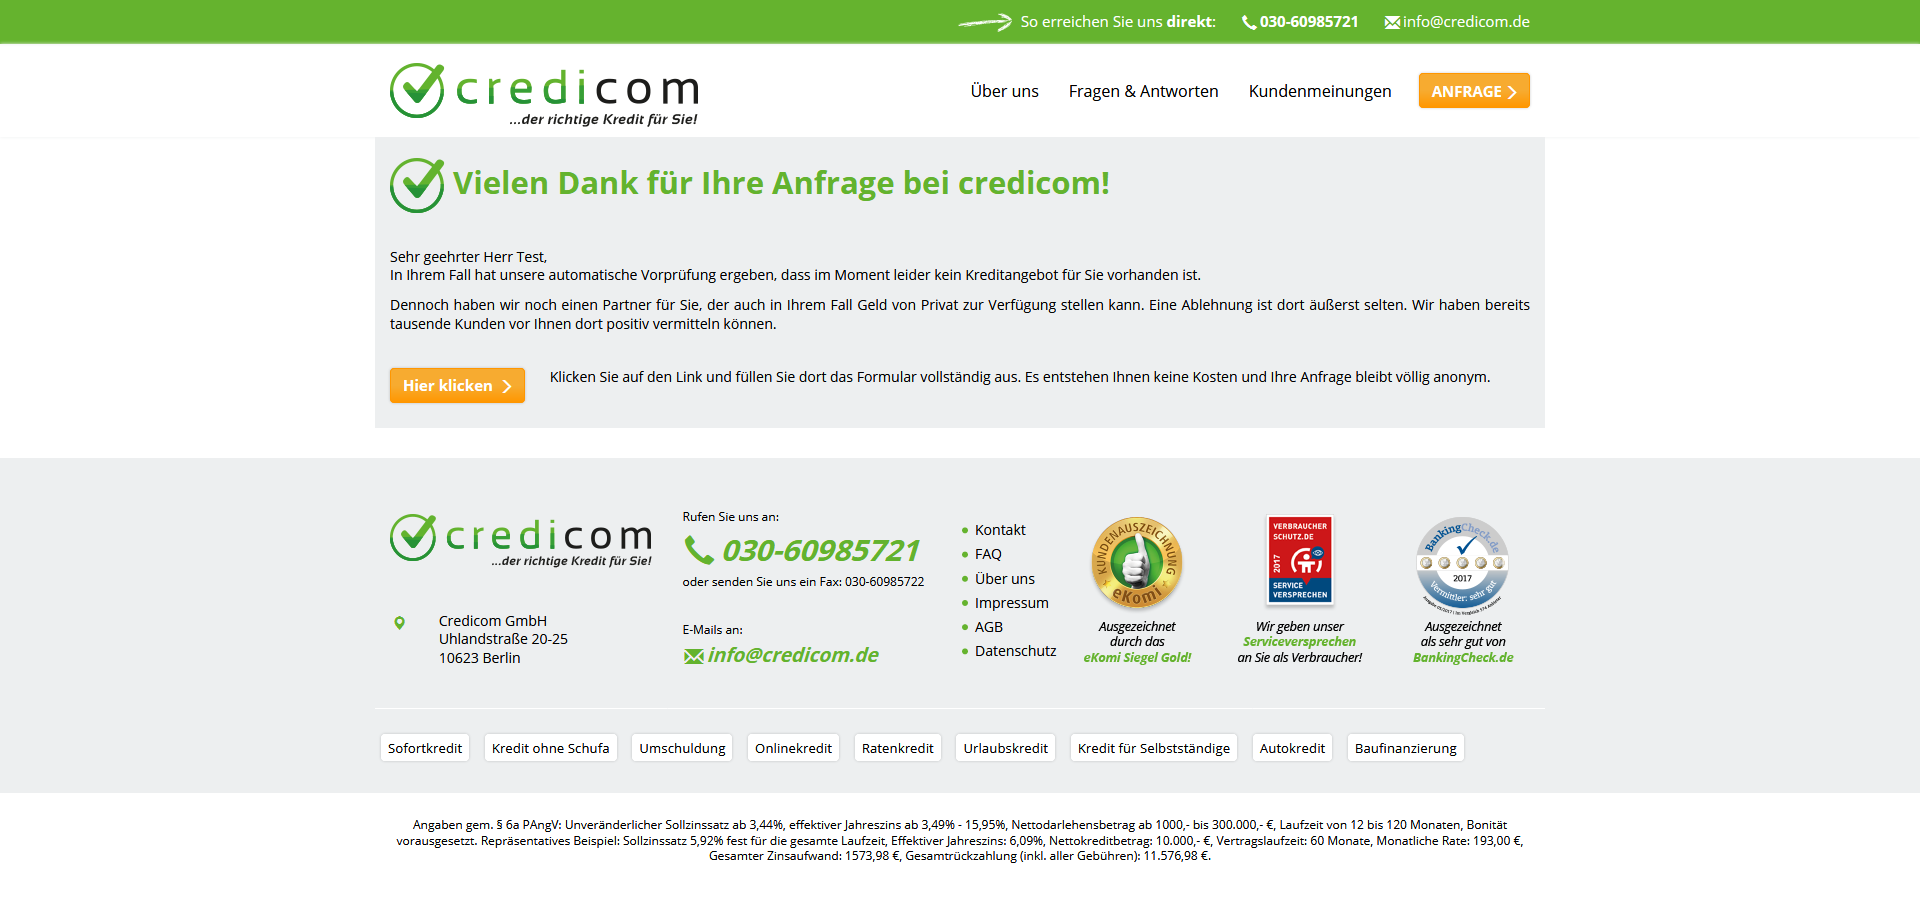 So erreichen Sie uns direkt: 030-60985721 info@credicom.de
credicom
...der richtige Kredit für Sie!
Über uns Fragen & Antworten Kundenmeinungen ANFRAGE
Vielen Dank für Ihre Anfrage bei credicom!
Sehr geehrter Herr Test,
In Ihrem Fall hat unsere automatische Vorprüfung ergeben, dass im Moment leider kein Kreditangebot für Sie vorhanden ist.
Dennoch haben wir noch einen Partner für Sie, der auch in Ihrem Fall Geld von Privat zur Verfügung stellen kann. Eine Ablehnung ist dort äußerst selten. Wir haben bereits
tausende Kunden vor Ihnen dort positiv vermitteln können.
Hier klicken
Klicken Sie auf den Link und füllen Sie dort das Formular vollständig aus. Es entstehen Ihnen keine Kosten und Ihre Anfrage bleibt völlig anonym.
credicom
...der richtige Kredit für Sie!
Credicom GmbH
Uhlandstraße 20-25
10623 Berlin
Rufen Sie uns an:
030-60985721
oder senden Sie uns ein Fax: 030-60985722
E-Mails an:
info@credicom.de
Kontakt
FAQ
Über uns
Impressum
AGB
Datenschutz
KUNDENAUSZEICHNUNG
eKomi
Ausgezeichnet
durch das
eKomi Siegel Gold!
VERBRAUCHER
SCHUTZ.DE
2017
SERVICE
VERSPRECHEN
Wir geben unser
Serviceversprechen
an Sie als Verbraucher!
BankingCheck.de
2017
Vermittler: sehr gut
Ausgezeichnet
als sehr gut von
BankingCheck.de
Sofortkredit Kredit ohne Schufa Umschuldung Onlinekredit Ratenkredit Urlaubskredit Kredit für Selbstständige Autokredit Baufinanzierung
Angaben gem. § 6a PAngV: Unveränderlicher Sollzinssatz ab 3,44%, effektiver Jahreszins ab 3,49% - 15,95%, Nettodarlehensbetrag ab 1000,- bis 300.000,- €, Laufzeit von 12 bis 120 Monaten, Bonität
vorausgesetzt. Repräsentatives Beispiel: Sollzinssatz 5,92% fest für die gesamte Laufzeit, Effektiver Jahreszins: 6,09%, Nettokreditbetrag: 10.000,- €, Vertragslaufzeit: 60 Monate, Monatliche Rate: 193,00 €,
Gesamter Zinsaufwand: 1573,98 €, Gesamtrückzahlung (inkl. aller Gebühren): 11.576,98 €.